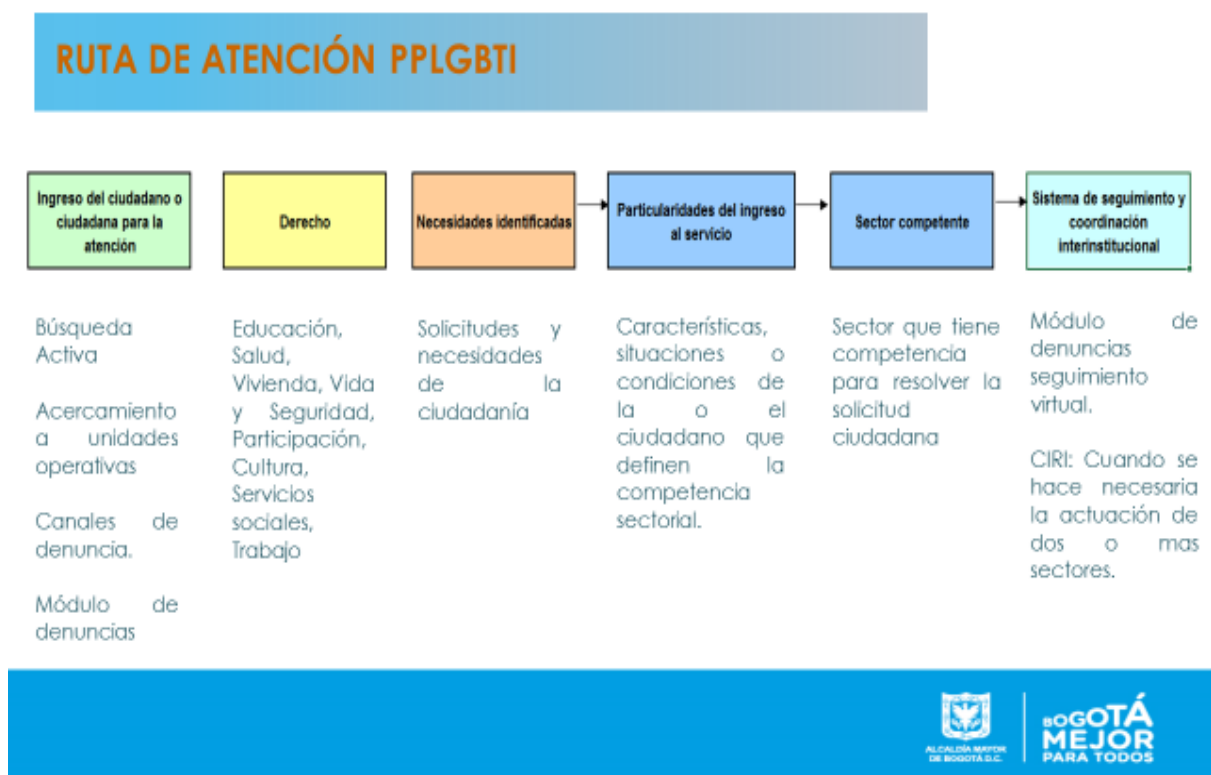 RUTA DE ATENCIÓN PPLGBTI
Ingreso del ciudadano o
ciudadana para la
atención
Derecho
Necesidades identificadas
Particularidades del ingreso
al servicio
Sector competente
Sistema de seguimiento y
coordinación
interinstitucional
Búsqueda
Activa
Acercamiento
a unidades
operativas
Canales de
denuncia.
Módulo de
denuncias
Educación,
Salud,
Vivienda, Vida
y Seguridad,
Participación,
Cultura,
Servicios
sociales,
Trabajo
Solicitudes y
necesidades
de la
ciudadanía
Características,
situaciones o
condiciones de
la o el
ciudadano que
definen la
competencia
sectorial.
Sector que tiene
competencia
para resolver la
solicitud
ciudadana
Módulo de
denuncias
seguimiento
virtual.
CIRI: Cuando se
hace necesaria
la actuación de
dos o mas
sectores.
ALCALDÍA MAYOR
DE BOGOTÁ D.C.
BOGOTÁ
MEJOR
PARA TODOS